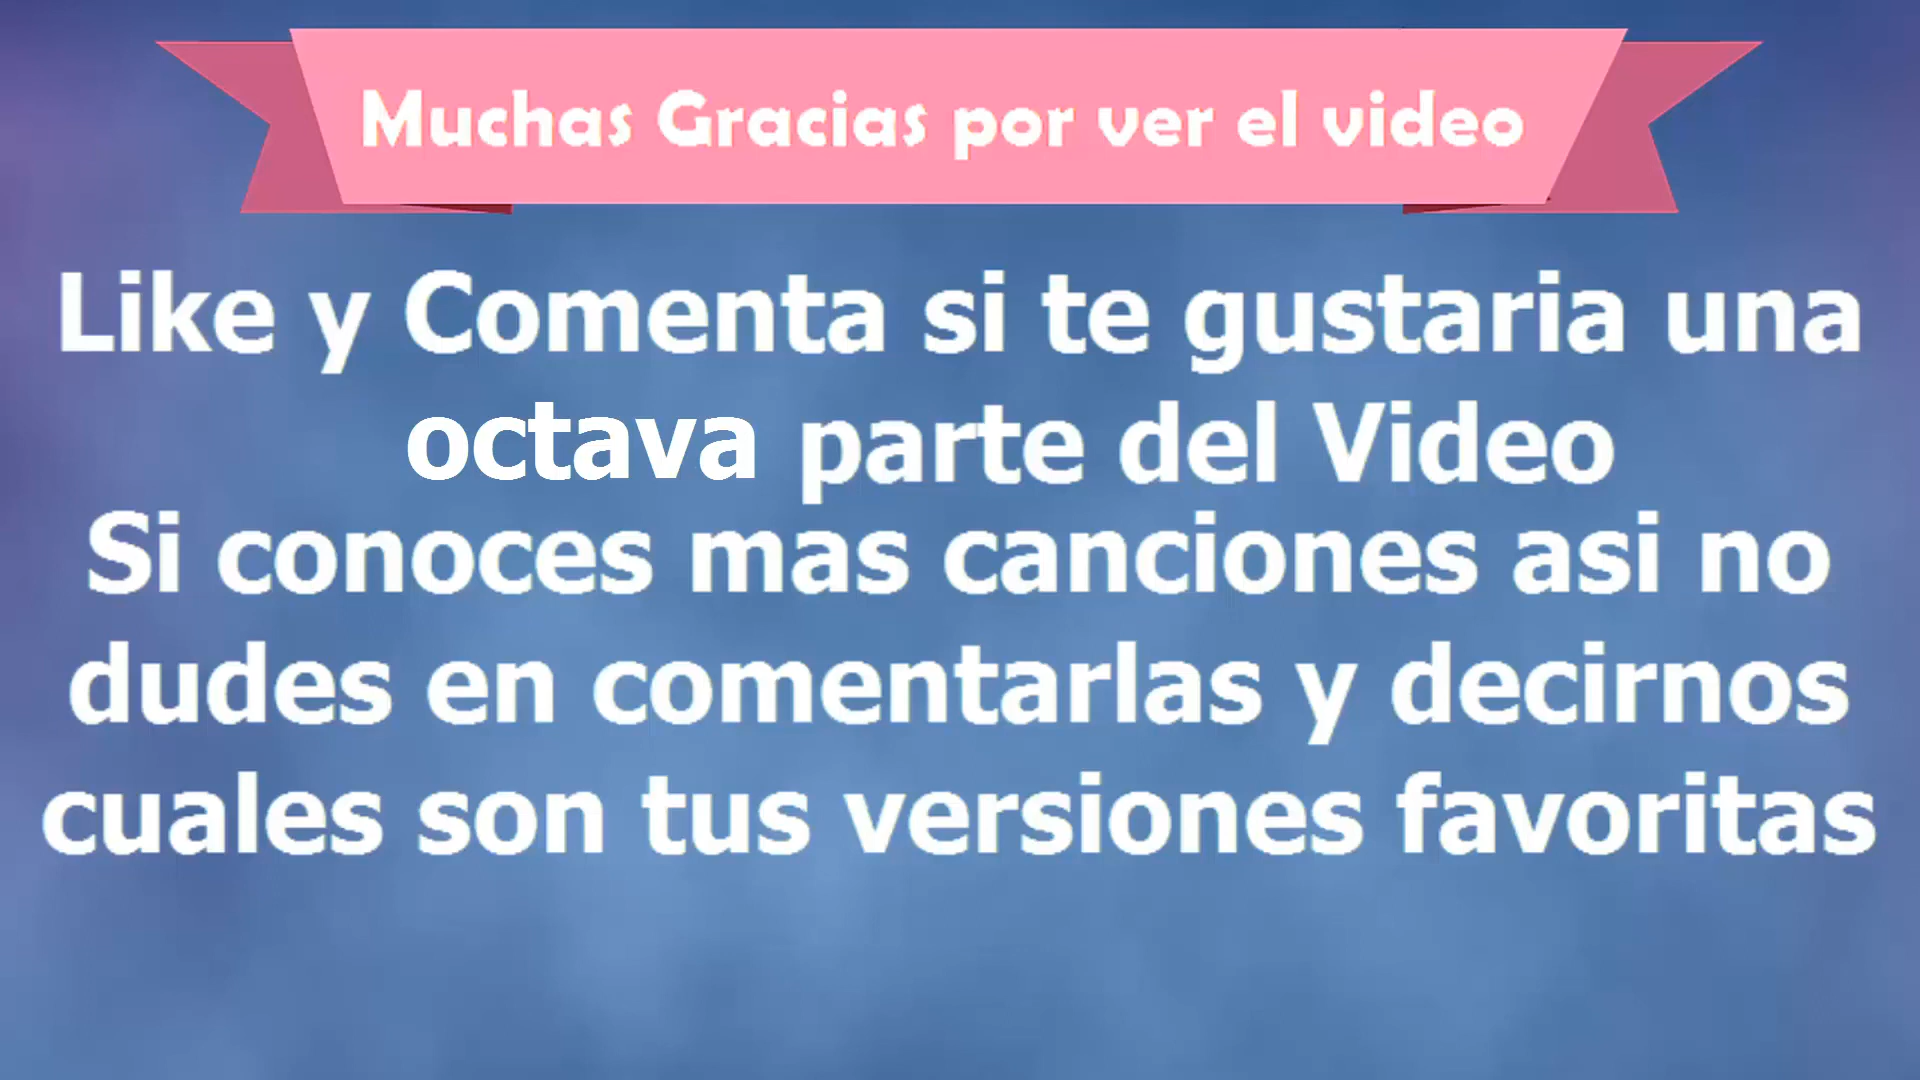 Muchas Gracias por ver el video
Like y Comenta si te gustaria una
octava parte del Video
Si conoces mas canciones asi no
dudes en comentarlas y decirnos
cuales son tus versiones favoritas